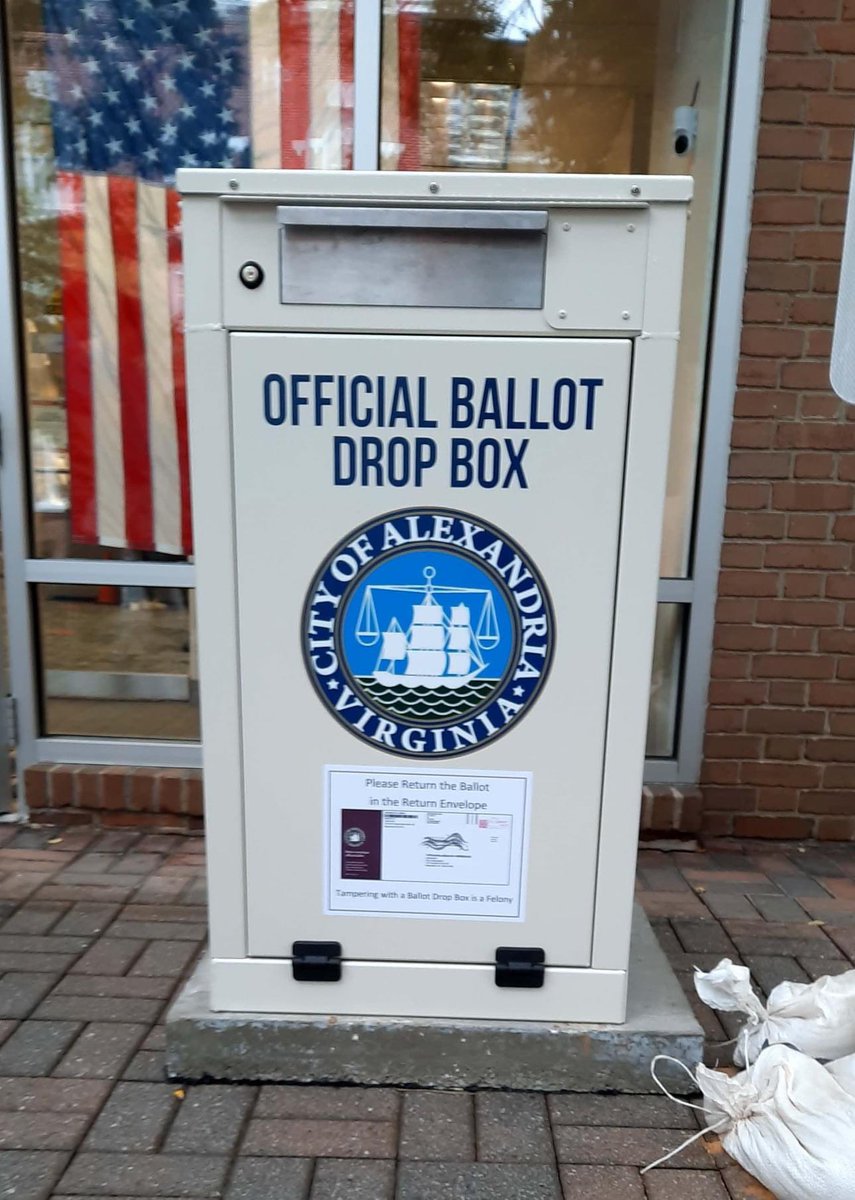 OFFICIAL BALLOT
DROP BOX
CITY OF ALEXANDRIA
VIRGINIA
Please Return the Ballot
in the Return Envelope
Tampering with a Ballot Drop Box is a Felony